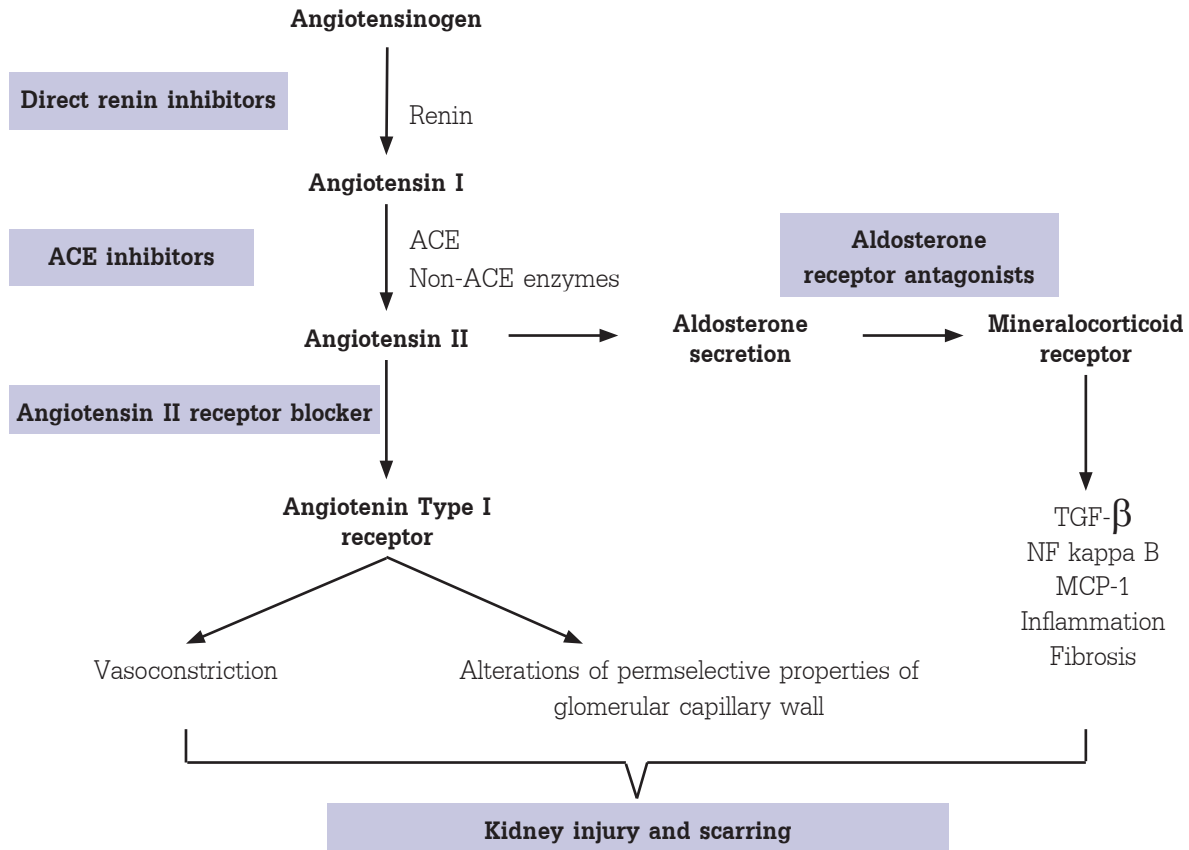 Angiotensinogen
Direct renin inhibitors
Renin
Angiotensin I
ACE inhibitors
ACE
Non-ACE enzymes
Aldosterone
receptor antagonists
Angiotensin II
Aldosterone
secretion
Mineralocorticoid
receptor
Angiotensin II receptor blocker
Angiotenin Type I
receptor
TGF-β
NF kappa B
MCP-1
Inflammation
Fibrosis
Vasoconstriction
Alterations of permselective properties of
glomerular capillary wall
Kidney injury and scarring